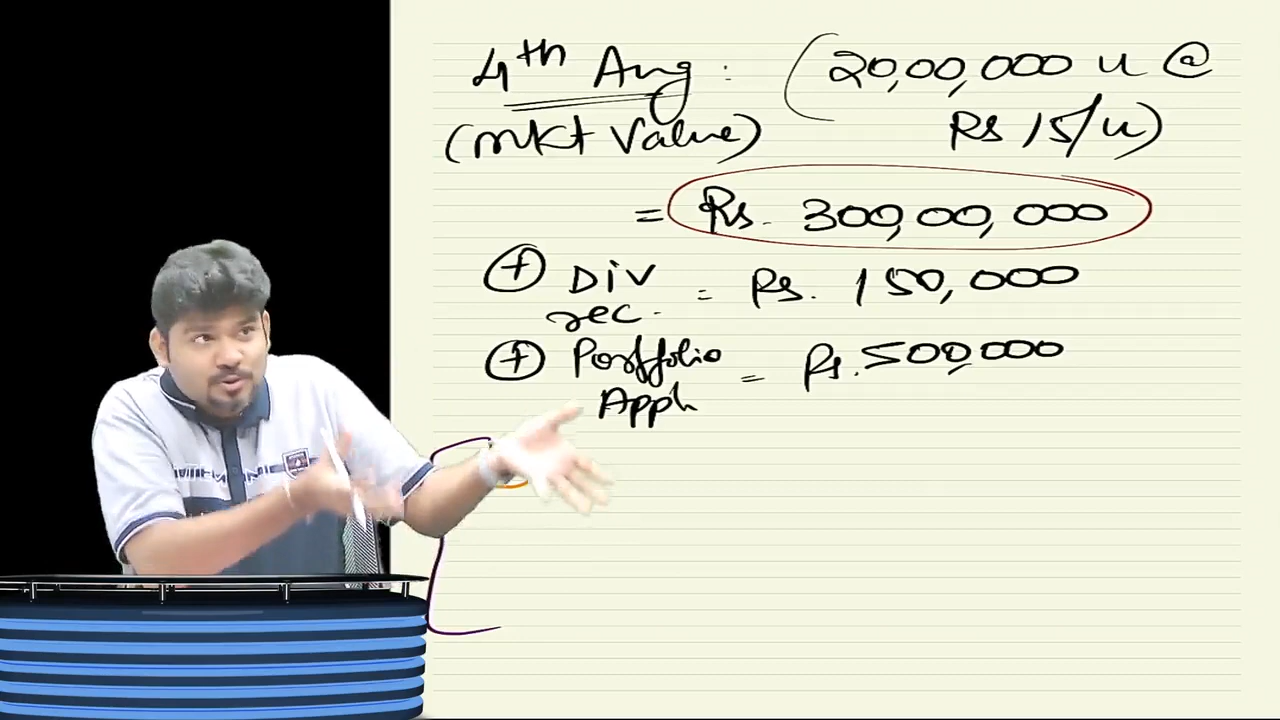 4th Aug : (20,00,000 u @
(mkt Value) Rs 15/u)
= Rs. 300,00,000
+ Div rec. = Rs. 150,000
+ Portfolio App = Rs. 500,000